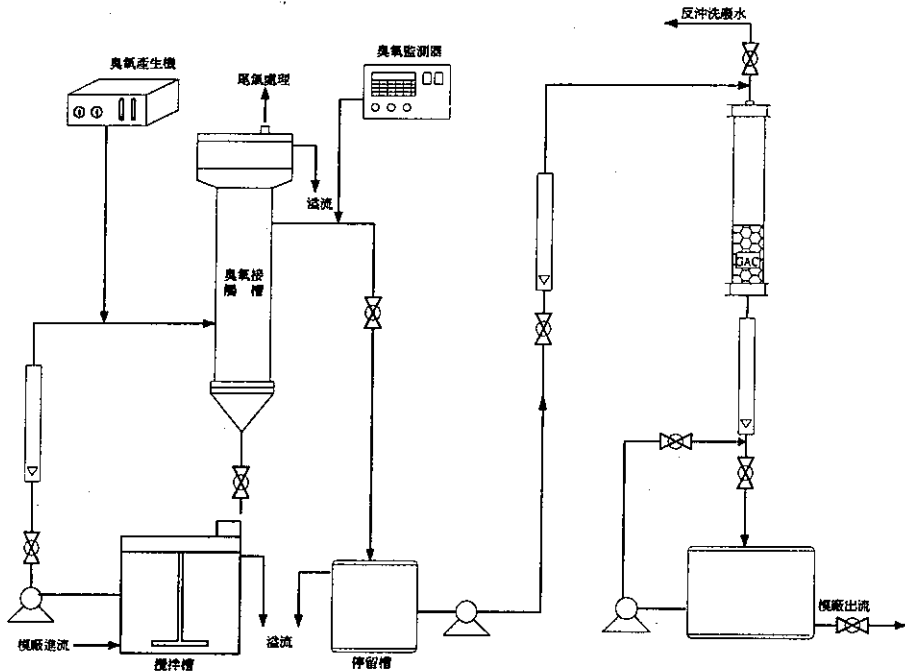 反沖洗廢水
臭氧產生機
臭氧監測器
尾氣處理
溢流
臭氧接
觸 槽
GAC
模廠進流
攪拌槽
溢流
停留槽
模廠出流